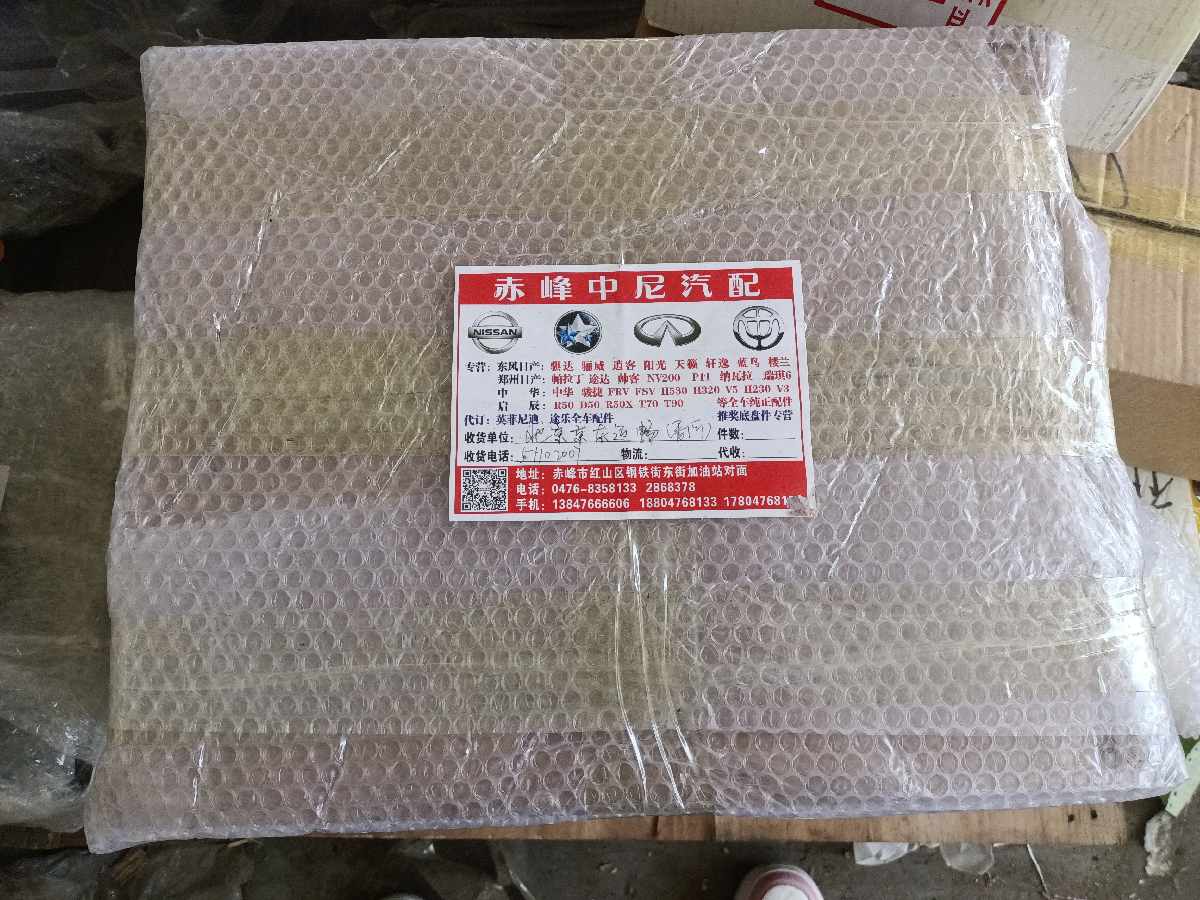 赤峰中尼汽配
NISSAN
专营：东风日产：骐达 骊威 逍客 阳光 天籁 轩逸 蓝鸟 楼兰
郑州日产：帕拉丁 途达 帅客 NV200 P11 纳瓦拉 瑞琪6
中 华：中华 骏捷 FRV FSV H530 H320 V5 H230 V3
启 辰：R50 D50 R50X T70 T90 等全车纯正配件
代订：英菲尼迪、途乐全车配件 推奖底盘件专营
收货单位： 件数：
收货电话： 物流： 代收：
地址：赤峰市红山区钢铁街东街加油站对面
电话：0476-8358133 2868378
手机：13847666606 18804768133 178047681